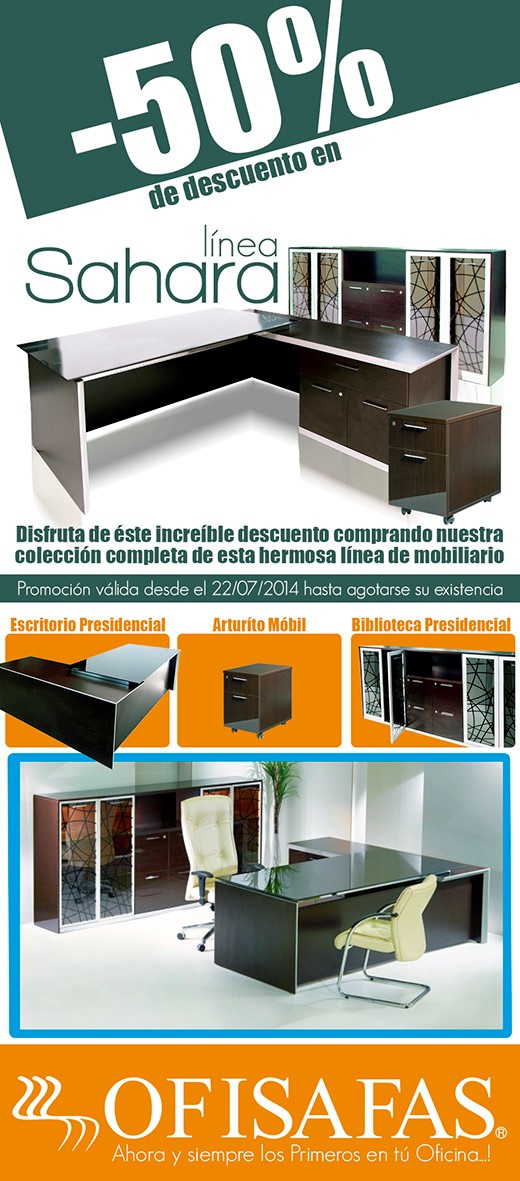 -50%
de descuento en
línea
Sahara
Disfruta de éste increíble descuento comprando nuestra
colección completa de esta hermosa línea de mobiliario
Promoción válida desde el 22/07/2014 hasta agotarse su existencia
Escritorio Presidencial
Arturíto Móbil
Biblioteca Presidencial
OFISAFAS®
Ahora y siempre los Primeros en tú Oficina...!